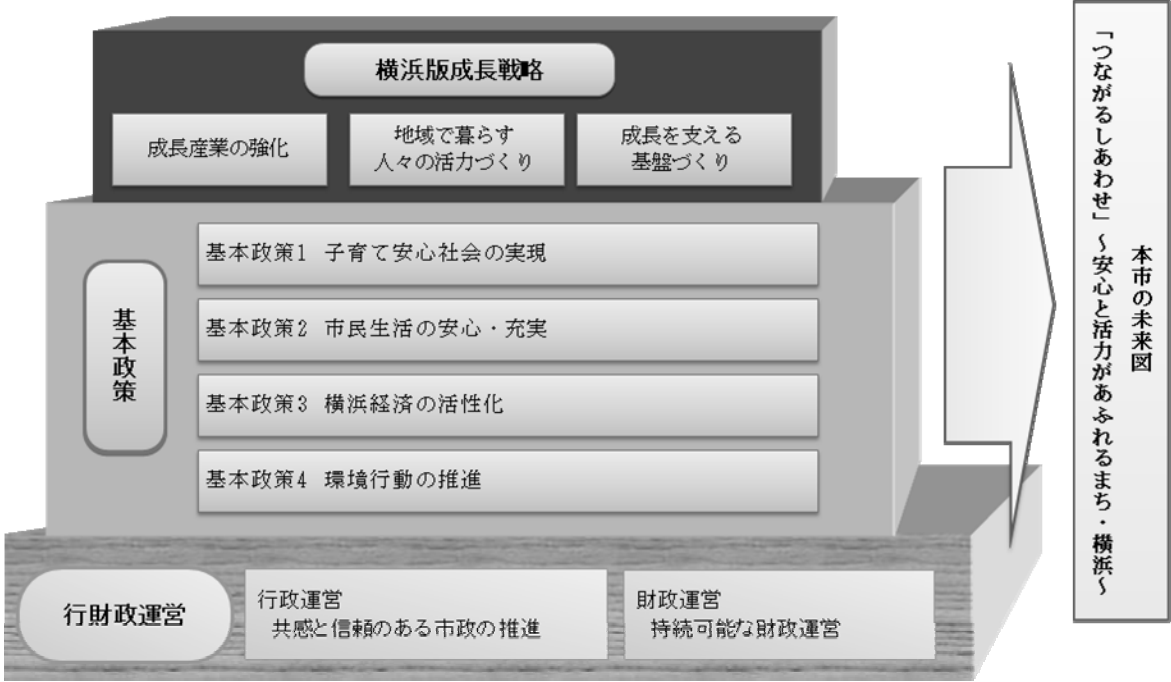 横浜版成長戦略
成長産業の強化
地域で暮らす
人々の活力づくり
成長を支える
基盤づくり
基本政策
基本政策1 子育て安心社会の実現
基本政策2 市民生活の安心・充実
基本政策3 横浜経済の活性化
基本政策4 環境行動の推進
行財政運営
行政運営
共感と信頼のある市政の推進
財政運営
持続可能な財政運営
本市の未来図
「つながるしあわせ」～安心と活力があふれるまち・横浜～